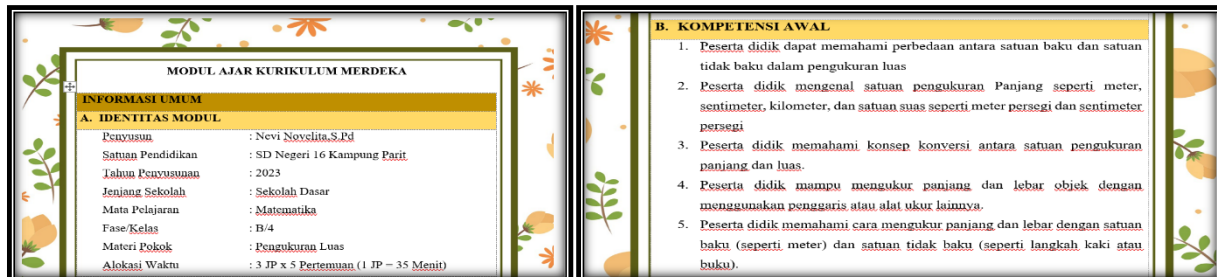 MODUL AJAR KURIKULUM MERDEKA
INFORMASI UMUM
A. IDENTITAS MODUL
Penyusun : Nevi Novelita,S.Pd
Satuan Pendidikan : SD Negeri 16 Kampung Parit
Tahun Penyusunan : 2023
Jenjang Sekolah : Sekolah Dasar
Mata Pelajaran : Matematika
Fase/Kelas : B/4
Materi Pokok : Pengukuran Luas
Alokasi Waktu : 3 JP x 5 Pertemuan (1 JP – 35 Menit)
B. KOMPETENSI AWAL
1. Peserta didik dapat memahami perbedaan antara satuan baku dan satuan
tidak baku dalam pengukuran luas
2. Peserta didik mengenal satuan pengukuran Panjang seperti meter,
sentimeter, kilometer, dan satuan suas seperti meter persegi dan sentimeter
persegi
3. Peserta didik memahami konsep konversi antara satuan pengukuran
panjang dan luas.
4. Peserta didik mampu mengukur panjang dan lebar objek dengan
menggunakan penggaris atau alat ukur lainnya.
5. Peserta didik memahami cara mengukur panjang dan lebar dengan satuan
baku (seperti meter) dan satuan tidak baku (seperti langkah kaki atau
buku).